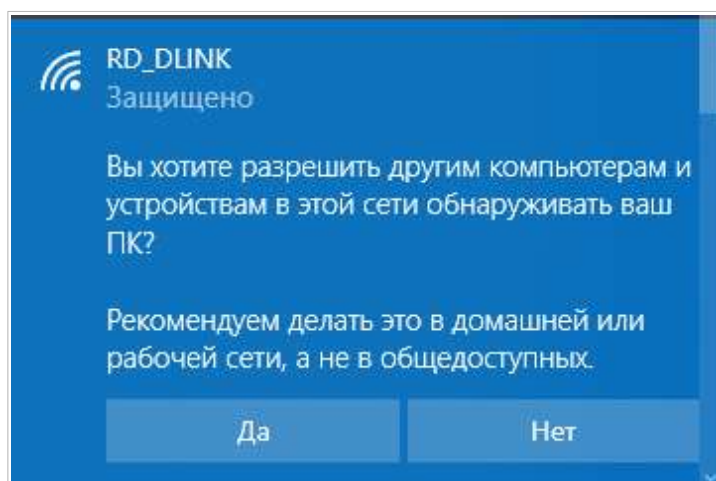 RD_DLINK
Защищено
Вы хотите разрешить другим компьютерам и
устройствам в этой сети обнаруживать ваш
ПК?
Рекомендуем делать это в домашней или
рабочей сети, а не в общедоступных.
Да
Нет